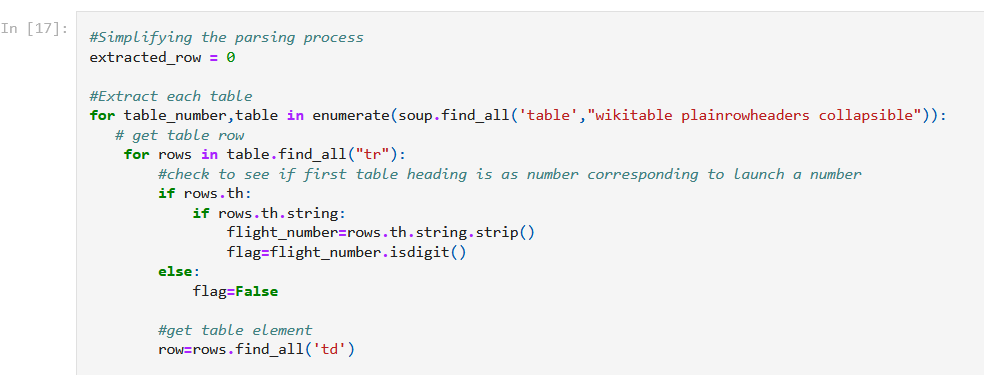 In [17]:
#Simplifying the parsing process
extracted_row = 0
#Extract each table
for table_number,table in enumerate(soup.find_all('table',"wikitable plainrowheaders collapsible")):
   # get table row
    for rows in table.find_all("tr"):
        #check to see if first table heading is as number corresponding to launch a number
        if rows.th:
            if rows.th.string:
                flight_number=rows.th.string.strip()
                flag=flight_number.isdigit()
        else:
            flag=False
        #get table element
        row=rows.find_all('td')